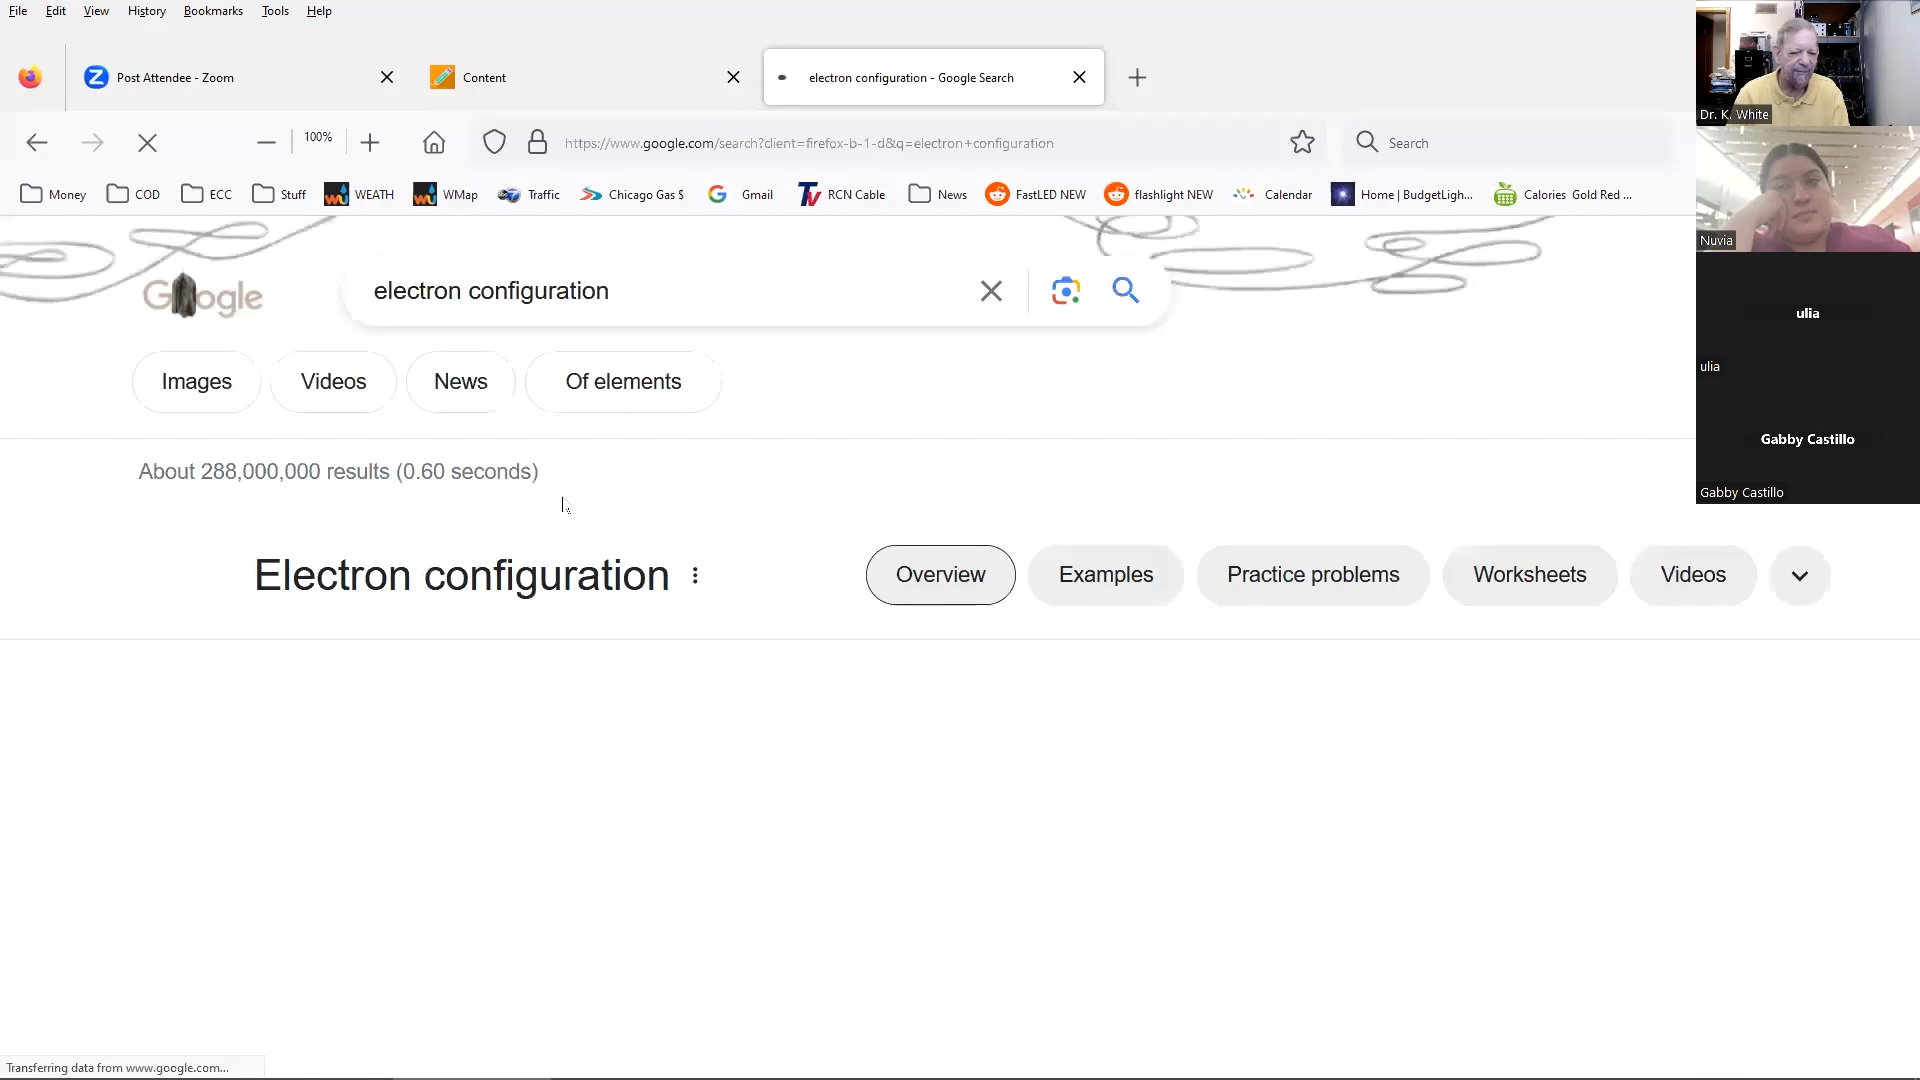 File Edit View History Bookmarks Tools Help
Post Attendee - Zoom
Content
electron configuration - Google Search
100%
https://www.google.com/search?client=firefox-b-1-d&q=electron+configuration
Search
Money COD ECC Stuff WEATH WMap Traffic Chicago Gas $ Gmail RCN Cable News FastLED NEW flashlight NEW Calendar Home | BudgetLigh... Calories Gold Red ...
Google
electron configuration
Images Videos News Of elements
About 288,000,000 results (0.60 seconds)
Electron configuration
Overview Examples Practice problems Worksheets Videos
Transferring data from www.google.com...
Dr. K. White
Nuvia
ulia
ulia
Gabby Castillo
Gabby Castillo